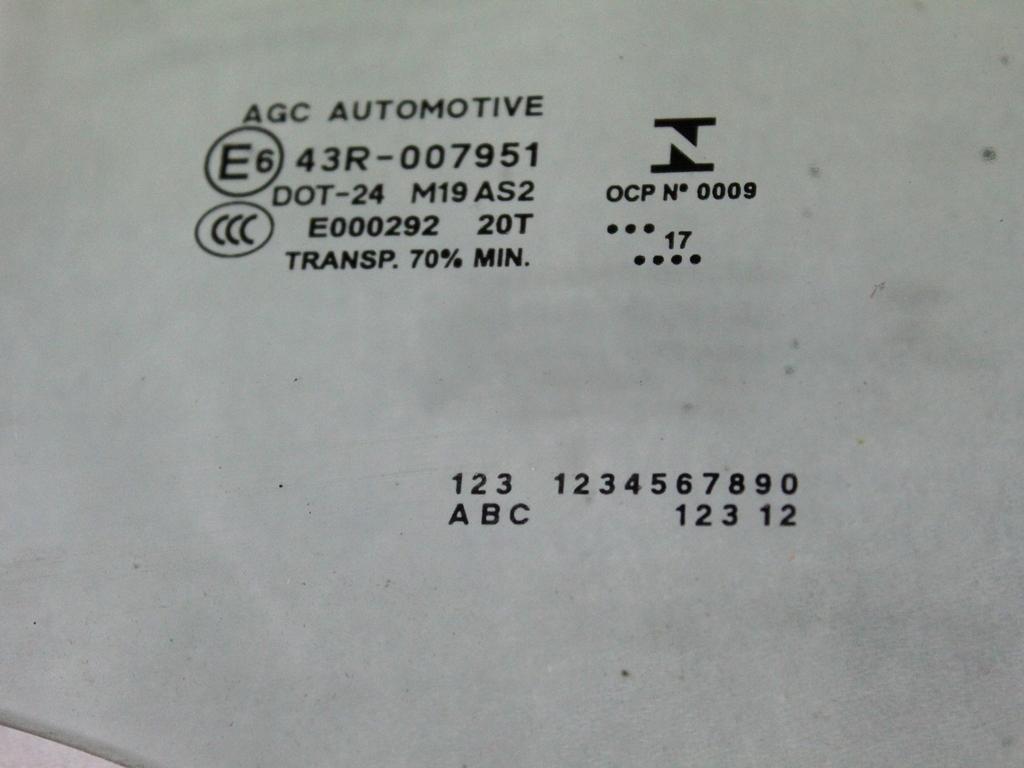 AGC AUTOMOTIVE
E6 43R-007951
DOT-24 M19 AS2
CCC E000292 20T
TRANSP. 70% MIN.
OCP Nº 0009
••• 17
••••
123 1234567890
ABC 123 12